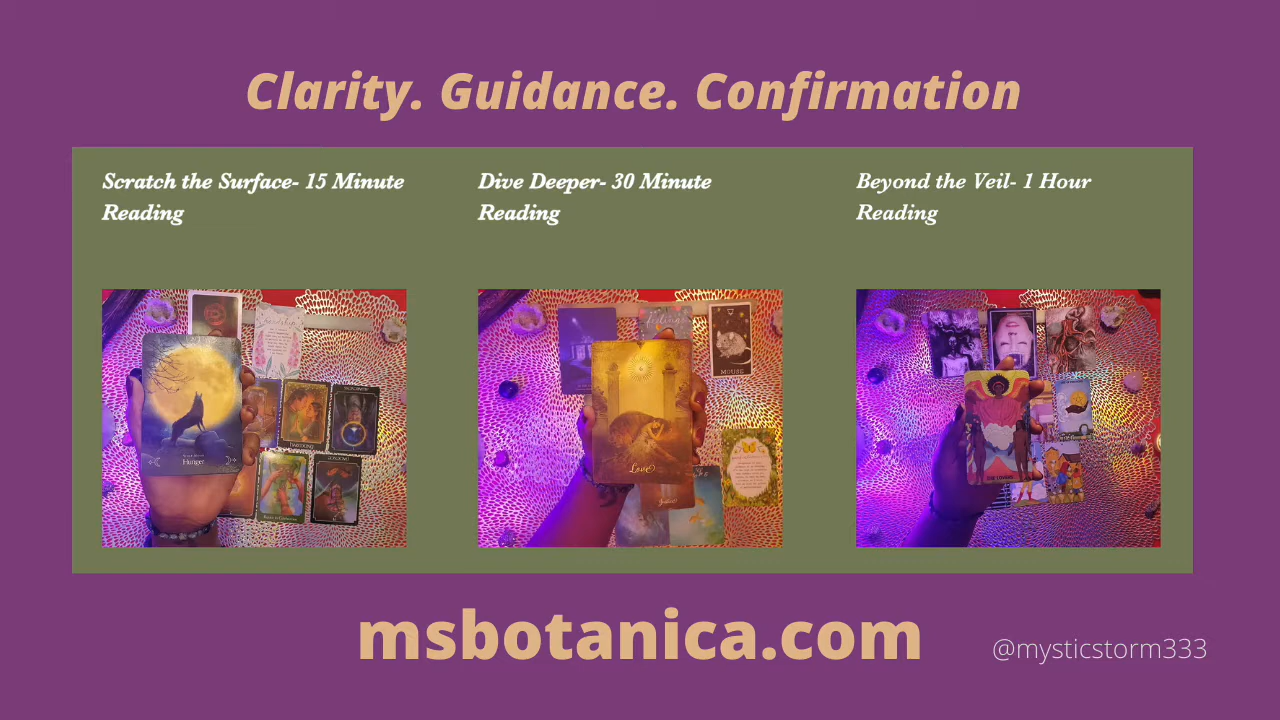 Clarity. Guidance. Confirmation
Scratch the Surface- 15 Minute
Reading
Dive Deeper- 30 Minute
Reading
Beyond the Veil- 1 Hour
Reading
Hunger
MOUSE
Love
msbotanica.com
@mysticstorm333